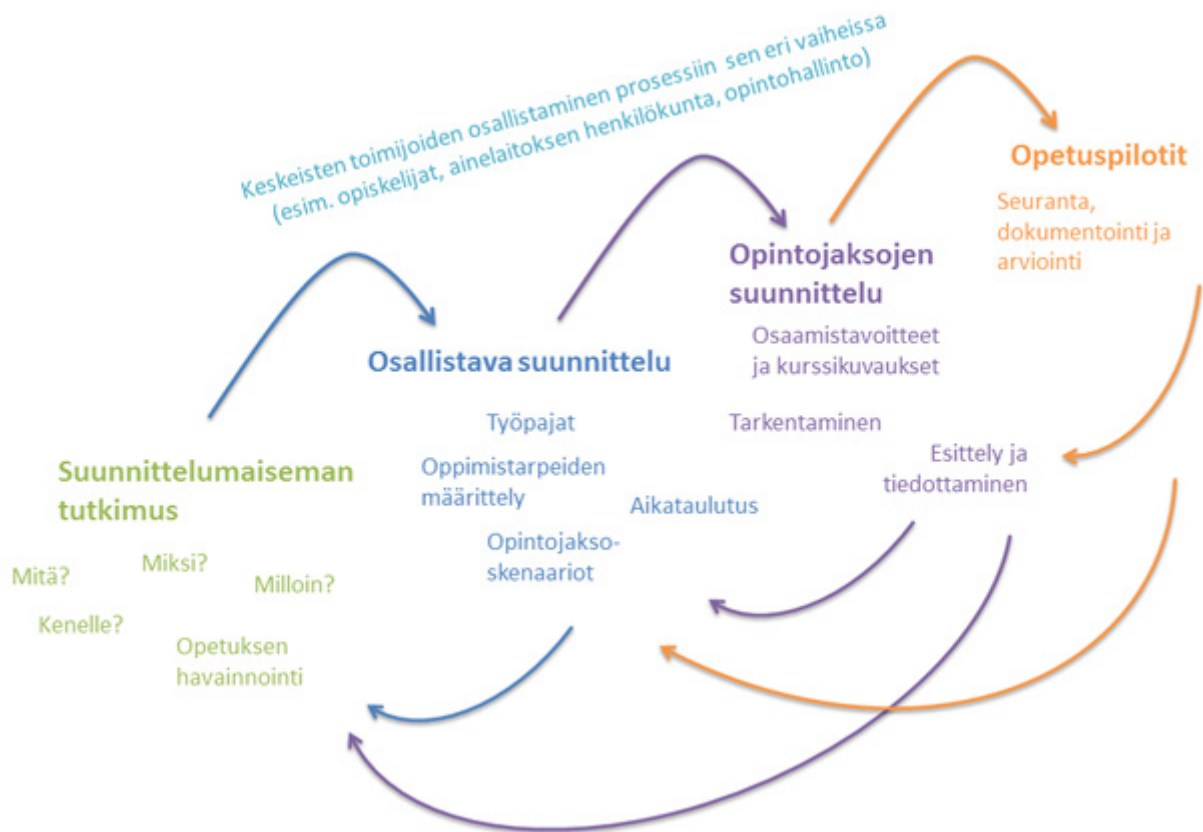 Keskeisten toimijoiden osallistaminen prosessiin sen eri vaiheissa
(esim. opiskelijat, ainelaitoksen henkilökunta, opintohallinto)
Suunnittelumaiseman
tutkimus
Mitä?
Miksi?
Milloin?
Kenelle?
Opetuksen
havainnointi
Osallistava suunnittelu
Työpajat
Oppimistarpeiden
määrittely
Aikataulutus
Opintojakso-
skenaariot
Opintojaksojen
suunnittelu
Osaamistavoitteet
ja kurssikuvaukset
Tarkentaminen
Esittely ja
tiedottaminen
Opetuspilotit
Seuranta,
dokumentointi ja
arviointi